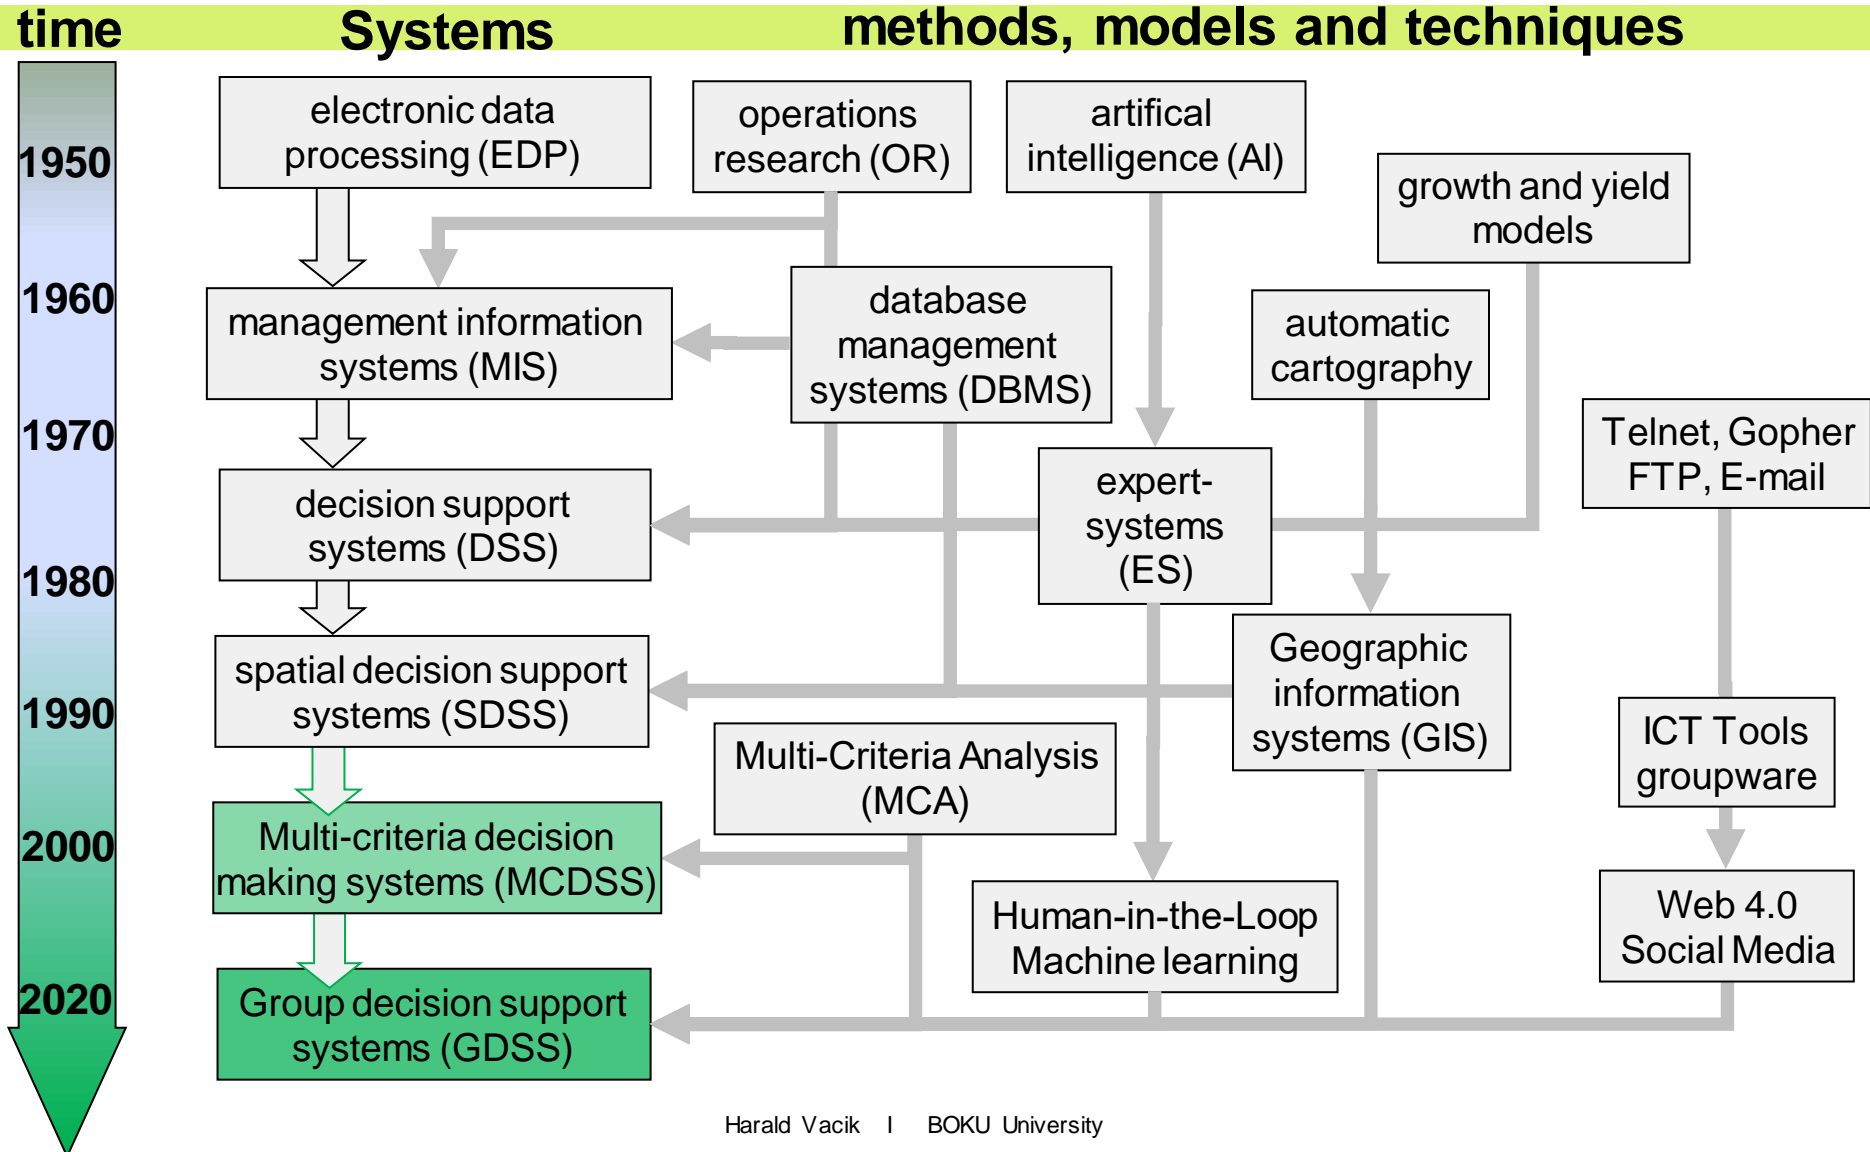 time
Systems
methods, models and techniques
1950
1960
1970
1980
1990
2000
2020
electronic data
processing (EDP)
operations
research (OR)
artifical
intelligence (AI)
growth and yield
models
management information
systems (MIS)
database
management
systems (DBMS)
automatic
cartography
Telnet, Gopher
FTP, E-mail
decision support
systems (DSS)
expert-
systems
(ES)
spatial decision support
systems (SDSS)
Geographic
information
systems (GIS)
ICT Tools
groupware
Multi-Criteria Analysis
(MCA)
Multi-criteria decision
making systems (MCDSS)
Human-in-the-Loop
Machine learning
Web 4.0
Social Media
Group decision support
systems (GDSS)
Harald Vacik I BOKU University